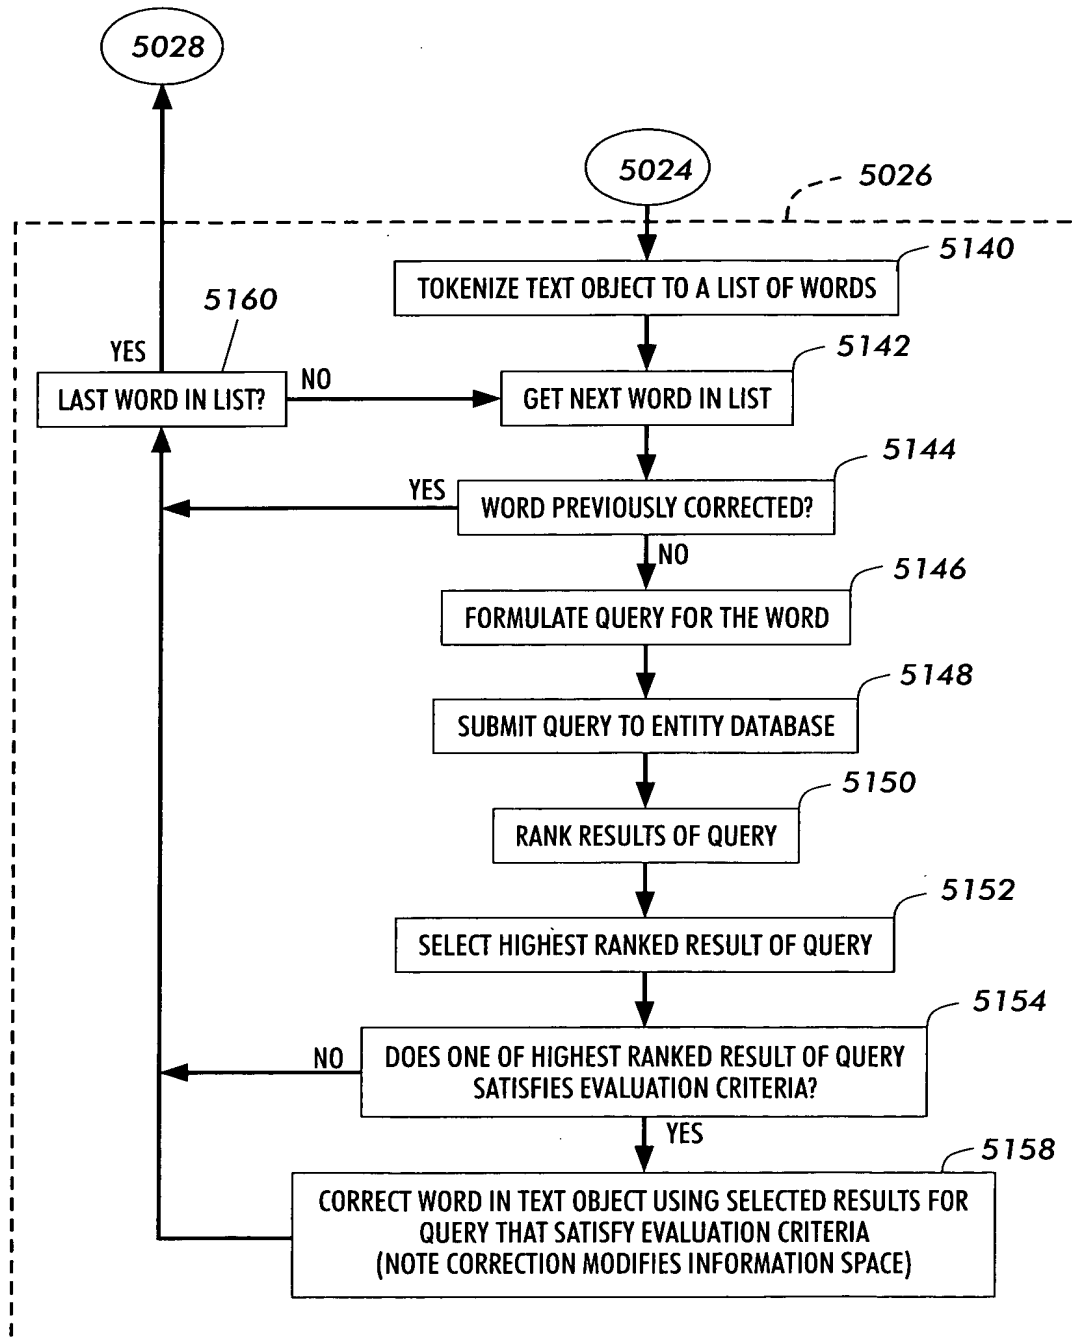 5028
5024
5026
5140
TOKENIZE TEXT OBJECT TO A LIST OF WORDS
5160
5142
YES
LAST WORD IN LIST?
NO
GET NEXT WORD IN LIST
5144
YES
WORD PREVIOUSLY CORRECTED?
NO
5146
FORMULATE QUERY FOR THE WORD
5148
SUBMIT QUERY TO ENTITY DATABASE
5150
RANK RESULTS OF QUERY
5152
SELECT HIGHEST RANKED RESULT OF QUERY
5154
NO
DOES ONE OF HIGHEST RANKED RESULT OF QUERY
SATISFIES EVALUATION CRITERIA?
YES
5158
CORRECT WORD IN TEXT OBJECT USING SELECTED RESULTS FOR
QUERY THAT SATISFY EVALUATION CRITERIA
(NOTE CORRECTION MODIFIES INFORMATION SPACE)